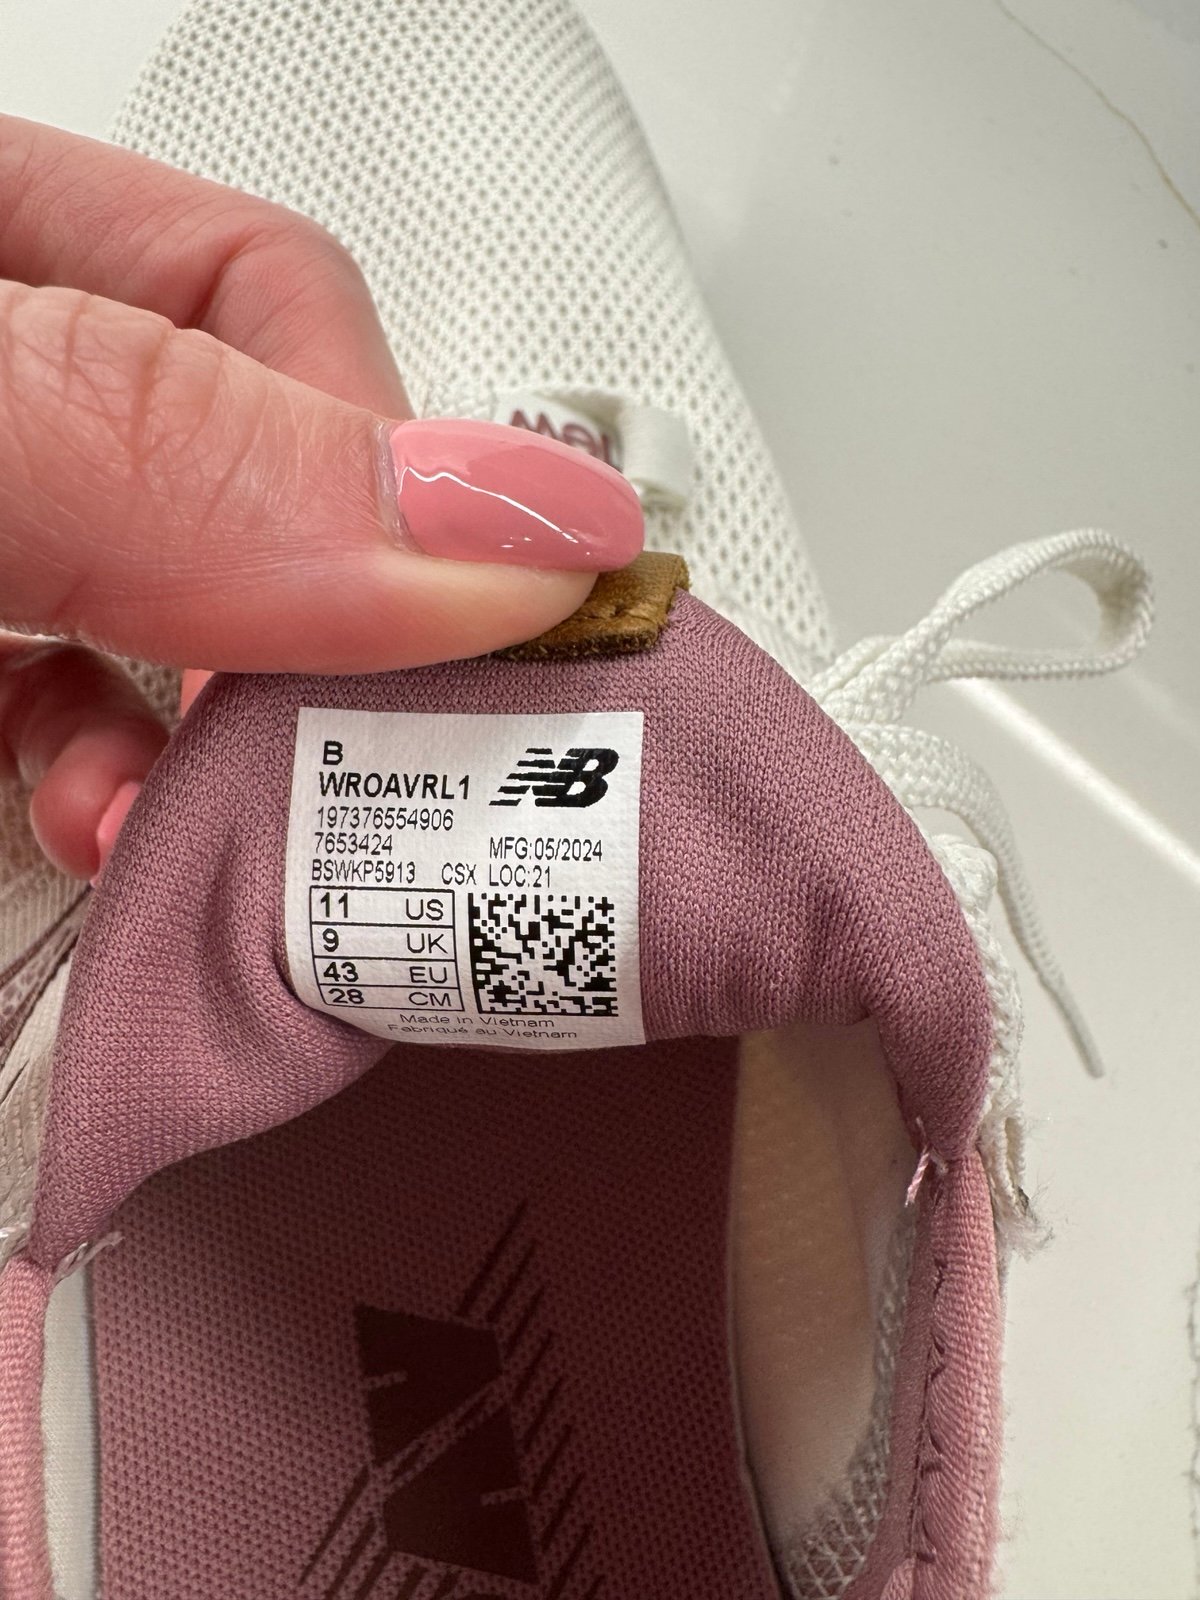 B
WROAVRL1
NB
197376554906
7653424 MFG:05/2024
BSWKP5913 CSX LOC:21
11 US
9 UK
43 EU
28 CM
Made in Vietnam
Fabriqué au Vietnam